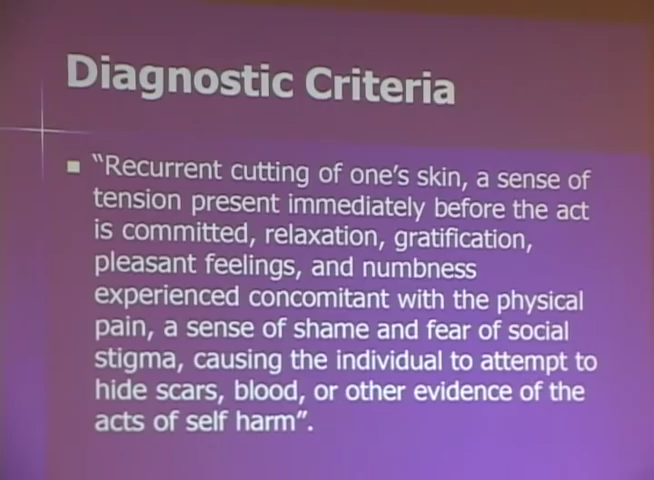 Diagnostic Criteria
"Recurrent cutting of one's skin, a sense of
tension present immediately before the act
is committed, relaxation, gratification,
pleasant feelings, and numbness
experienced concomitant with the physical
pain, a sense of shame and fear of social
stigma, causing the individual to attempt to
hide scars, blood, or other evidence of the
acts of self harm".